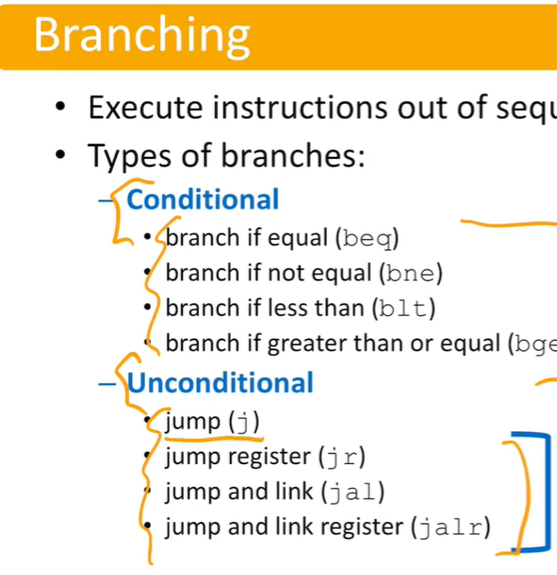 Branching
• Execute instructions out of sequ
• Types of branches:
– Conditional
• branch if equal (beq)
• branch if not equal (bne)
• branch if less than (blt)
• branch if greater than or equal (bge
– Unconditional
• jump (j)
• jump register (jr)
• jump and link (jal)
• jump and link register (jalr)